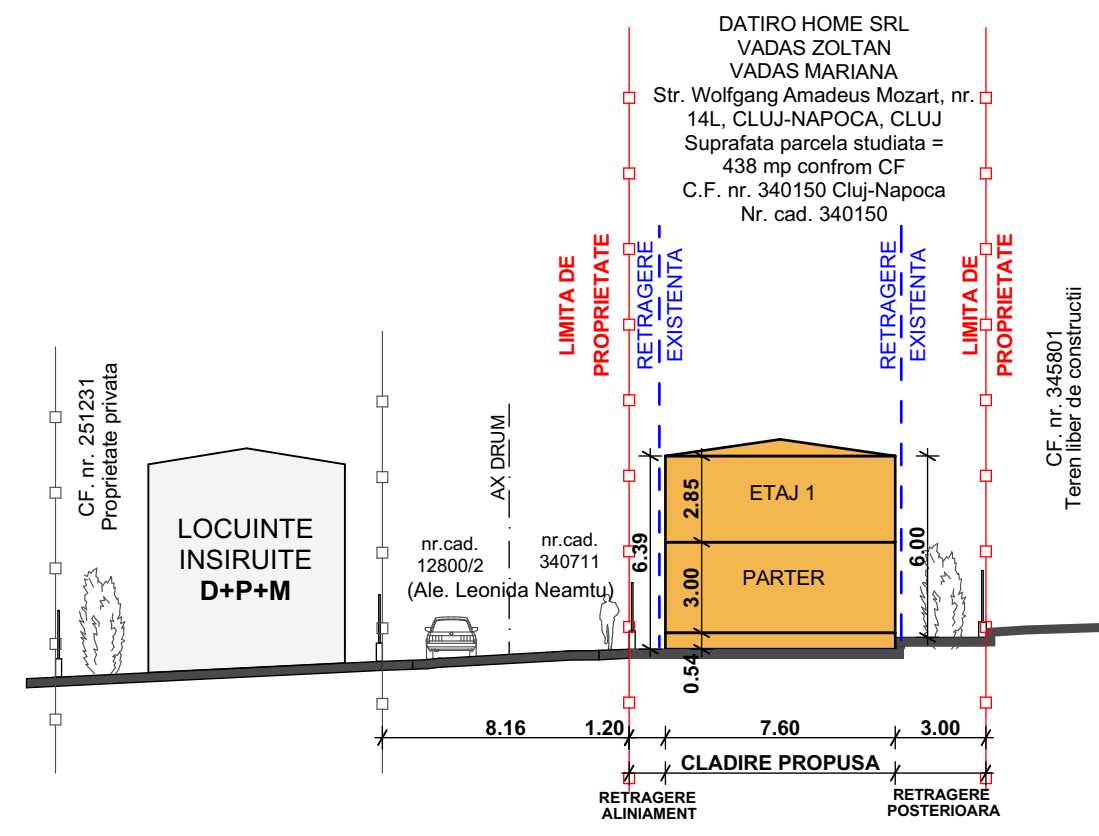 DATIRO HOME SRL
VADAS ZOLTAN
VADAS MARIANA
Str. Wolfgang Amadeus Mozart, nr.
14L, CLUJ-NAPOCA, CLUJ
Suprafata parcela studiata =
438 mp confrom CF
C.F. nr. 340150 Cluj-Napoca
Nr. cad. 340150
LIMITA DE
PROPRIETATE
RETRAGERE
EXISTENTA
RETRAGERE
EXISTENTA
LIMITA DE
PROPRIETATE
CF. nr. 345801
Teren liber de constructii
CF. nr. 251231
Proprietate privata
LOCUINTE
INSIRUITE
D+P+M
AX DRUM
nr.cad.
12800/2
nr.cad.
340711
(Ale. Leonida Neamtu)
6.39
2.85
3.00
0.54
ETAJ 1
PARTER
6.00
8.16
1.20
7.60
3.00
CLADIRE PROPUSA
RETRAGERE
ALINIAMENT
RETRAGERE
POSTERIOARA